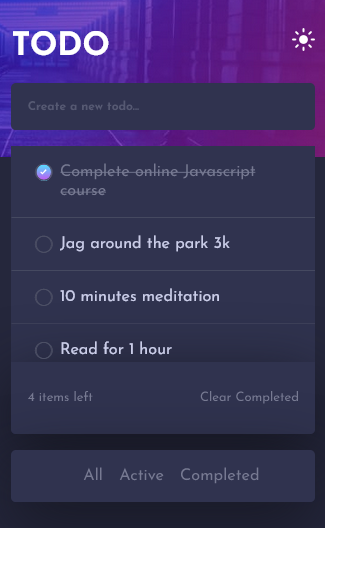 TODO
Create a new todo...
Complete online Javascript
course
Jag around the park 3k
10 minutes meditation
Read for 1 hour
4 items left Clear Completed
All Active Completed